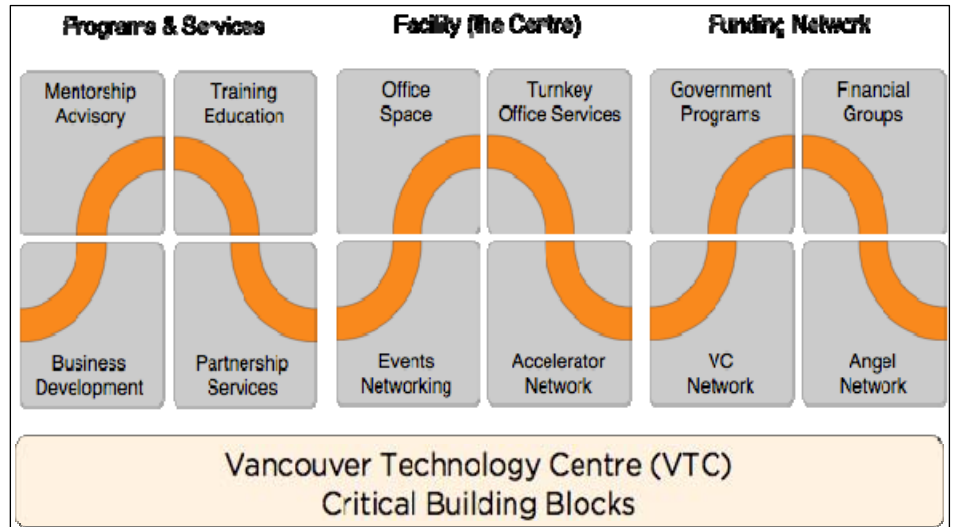 Programs & Services
Facility (the Centre)
Funding Network
Mentorship
Advisory
Training
Education
Office
Space
Turnkey
Office Services
Government
Programs
Financial
Groups
Business
Development
Partnership
Services
Events
Networking
Accelerator
Network
VC
Network
Angel
Network
Vancouver Technology Centre (VTC)
Critical Building Blocks